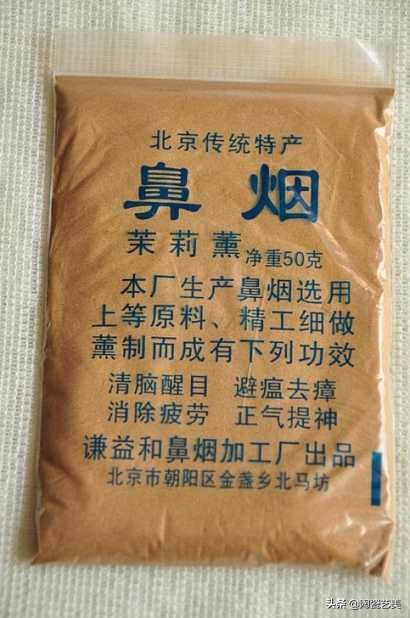 北京传统特产
鼻烟
茉莉薰 净重50克
本厂生产鼻烟选用
上等原料、精工细做
薰制而成有下列功效
清脑醒目 避瘟去瘴
消除疲劳 正气提神
谦益和鼻烟加工厂出品
北京市朝阳区金盏乡北马坊
头条 @陶瓷艺美